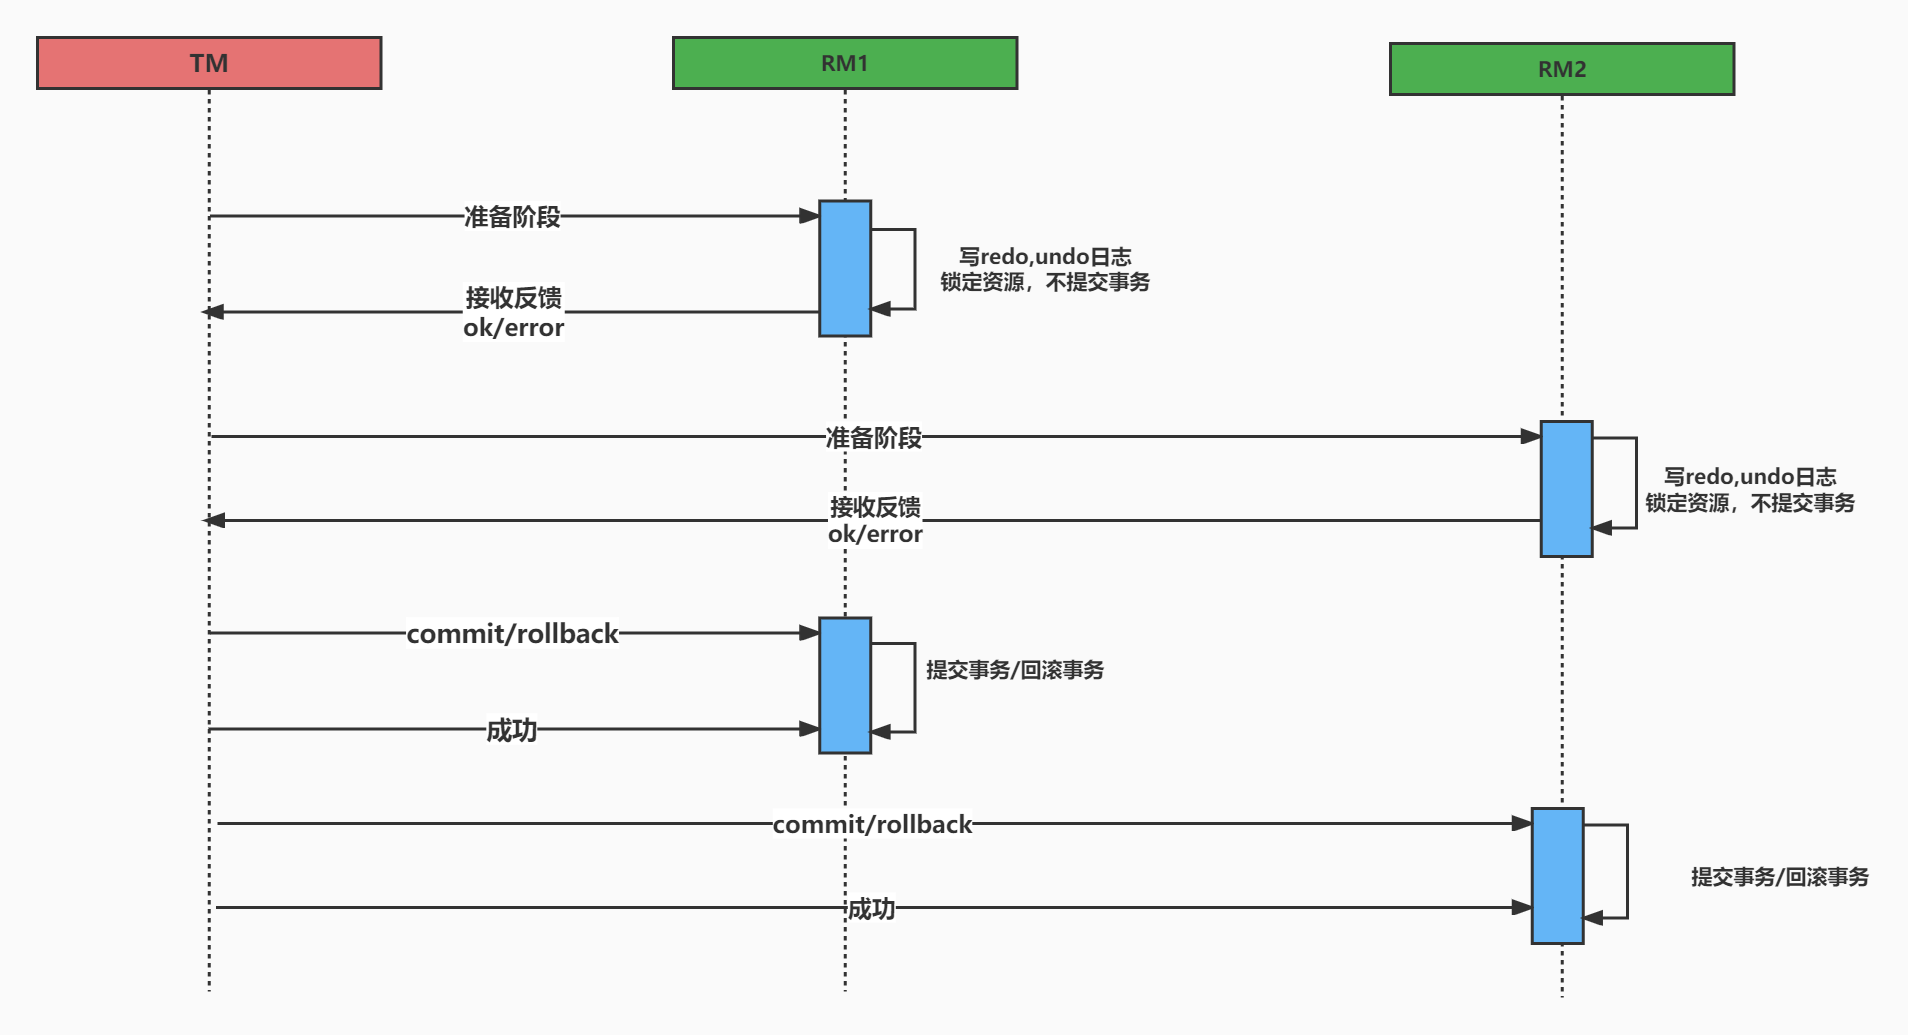 TM
RM1
RM2
准备阶段
写redo,undo日志
锁定资源，不提交事务
接收反馈
ok/error
准备阶段
写redo,undo日志
锁定资源，不提交事务
接收反馈
ok/error
commit/rollback
提交事务/回滚事务
成功
commit/rollback
提交事务/回滚事务
成功